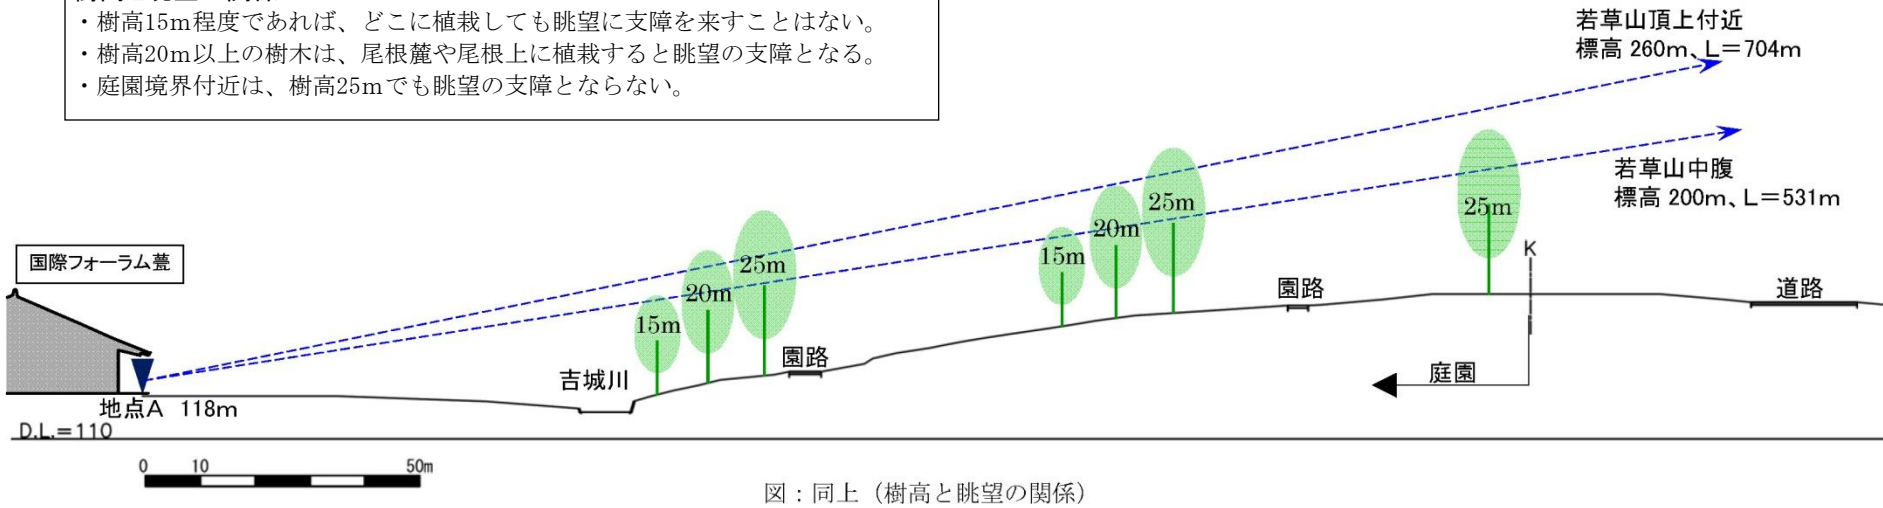 ・樹高15m程度であれば、どこに植栽しても眺望に支障を来すことはない。
・樹高20m以上の樹木は、尾根麓や尾根上に植栽すると眺望の支障となる。
・庭園境界付近は、樹高25mでも眺望の支障とならない。
若草山頂上付近
標高 260m、L=704m
若草山中腹
標高 200m、L=531m
国際フォーラム甍
15m
20m
25m
15m
20m
25m
25m
K
園路
園路
道路
吉城川
庭園
地点A 118m
D.L.=110
0 10 50m
図：同上（樹高と眺望の関係）